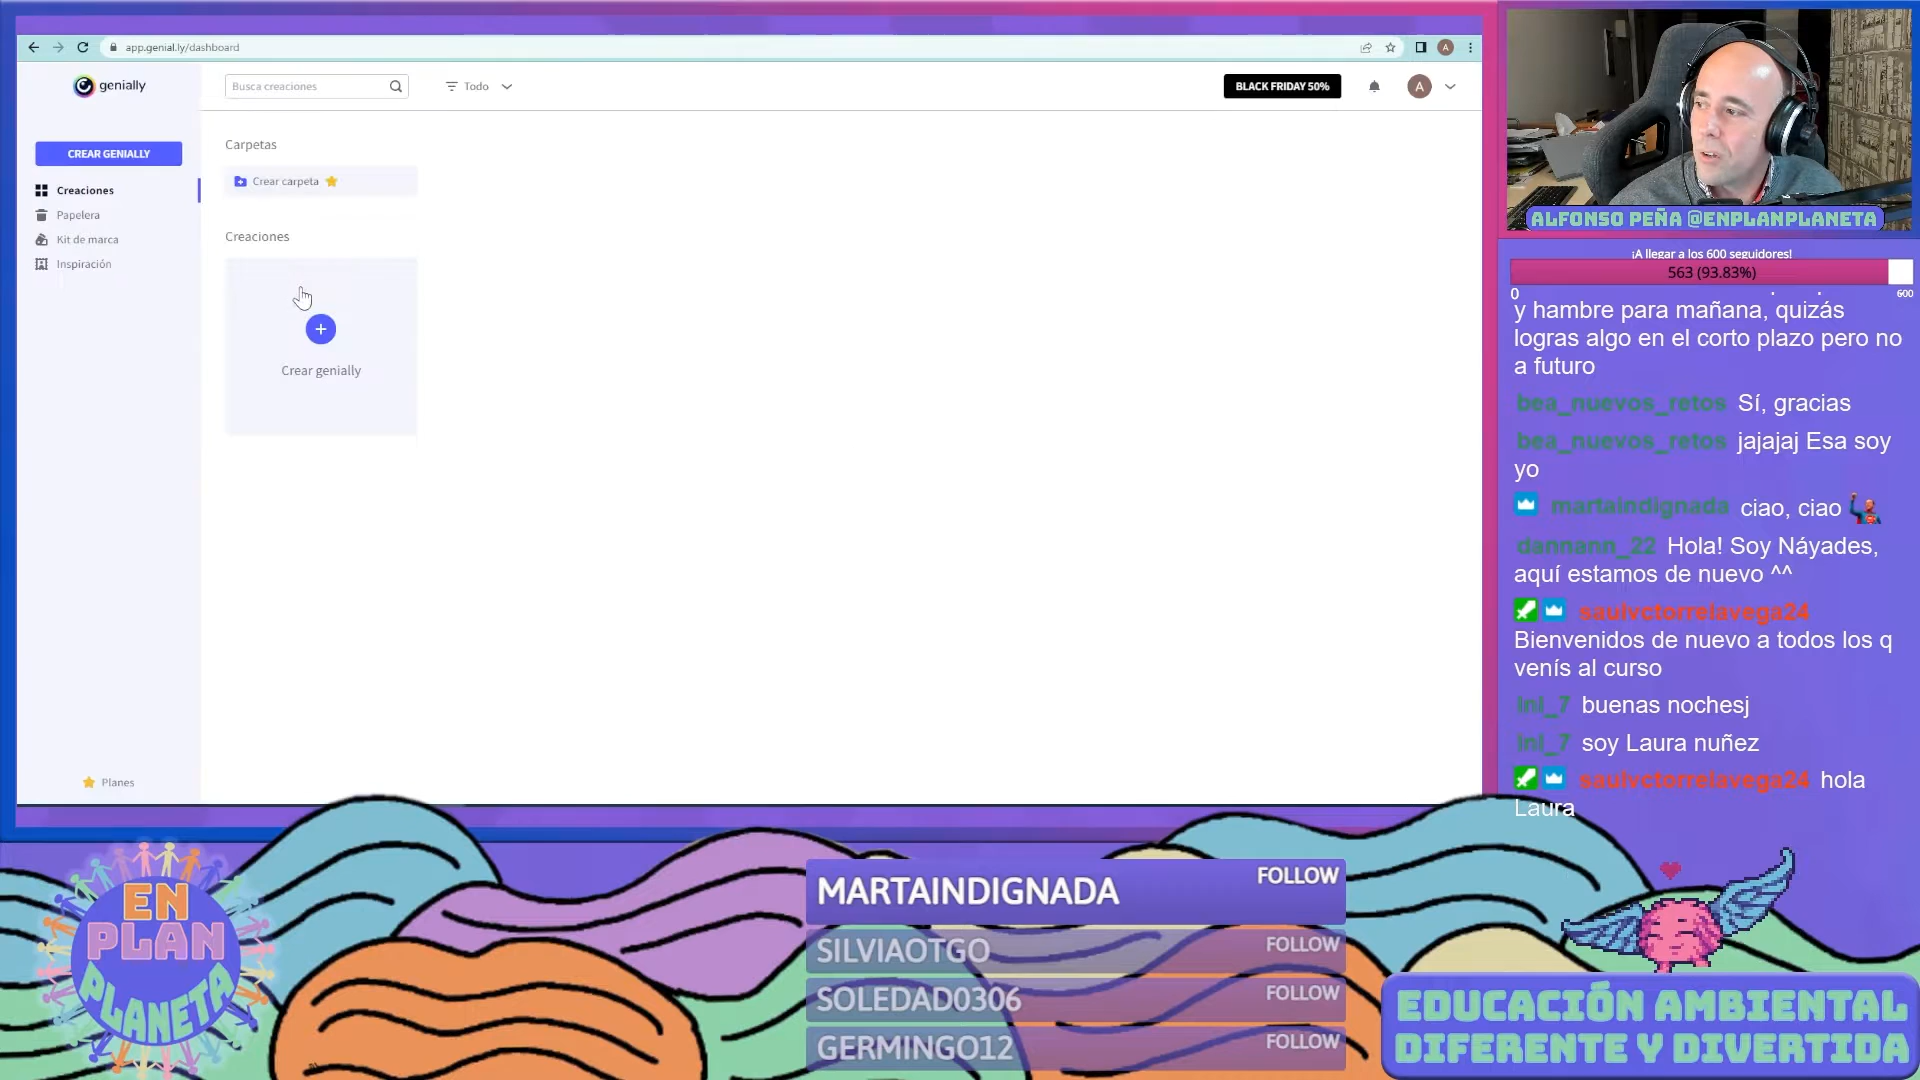 app.genial.ly/dashboard
A
genially
Busca creaciones
Todo
BLACK FRIDAY 50%
A
CREAR GENIALLY
Creaciones
Papelera
Kit de marca
Inspiración
Planes
Carpetas
Crear carpeta
Creaciones
Crear genially
ALFONSO PEÑA @ENPLANPLANETA
¡A llegar a los 600 seguidores!
563 (93.83%)
0
600
y hambre para mañana, quizás
logras algo en el corto plazo pero no
a futuro
bea_nuevos_retos Sí, gracias
bea_nuevos_retos jajajaj Esa soy
yo
martaindignada ciao, ciao
dannann_22 Hola! Soy Náyades,
aquí estamos de nuevo ^^
saulvctorrelavega24
Bienvenidos de nuevo a todos los q
venís al curso
buenas nochesj
soy Laura nuñez
saulvctorrelavega24 hola
Laura
EN
PLAN
PLANETA
MARTAINDIGNADA FOLLOW
SILVIAOTGO FOLLOW
SOLEDAD0306 FOLLOW
GERMINGO12 FOLLOW
EDUCACIÓN AMBIENTAL
DIFERENTE Y DIVERTIDA